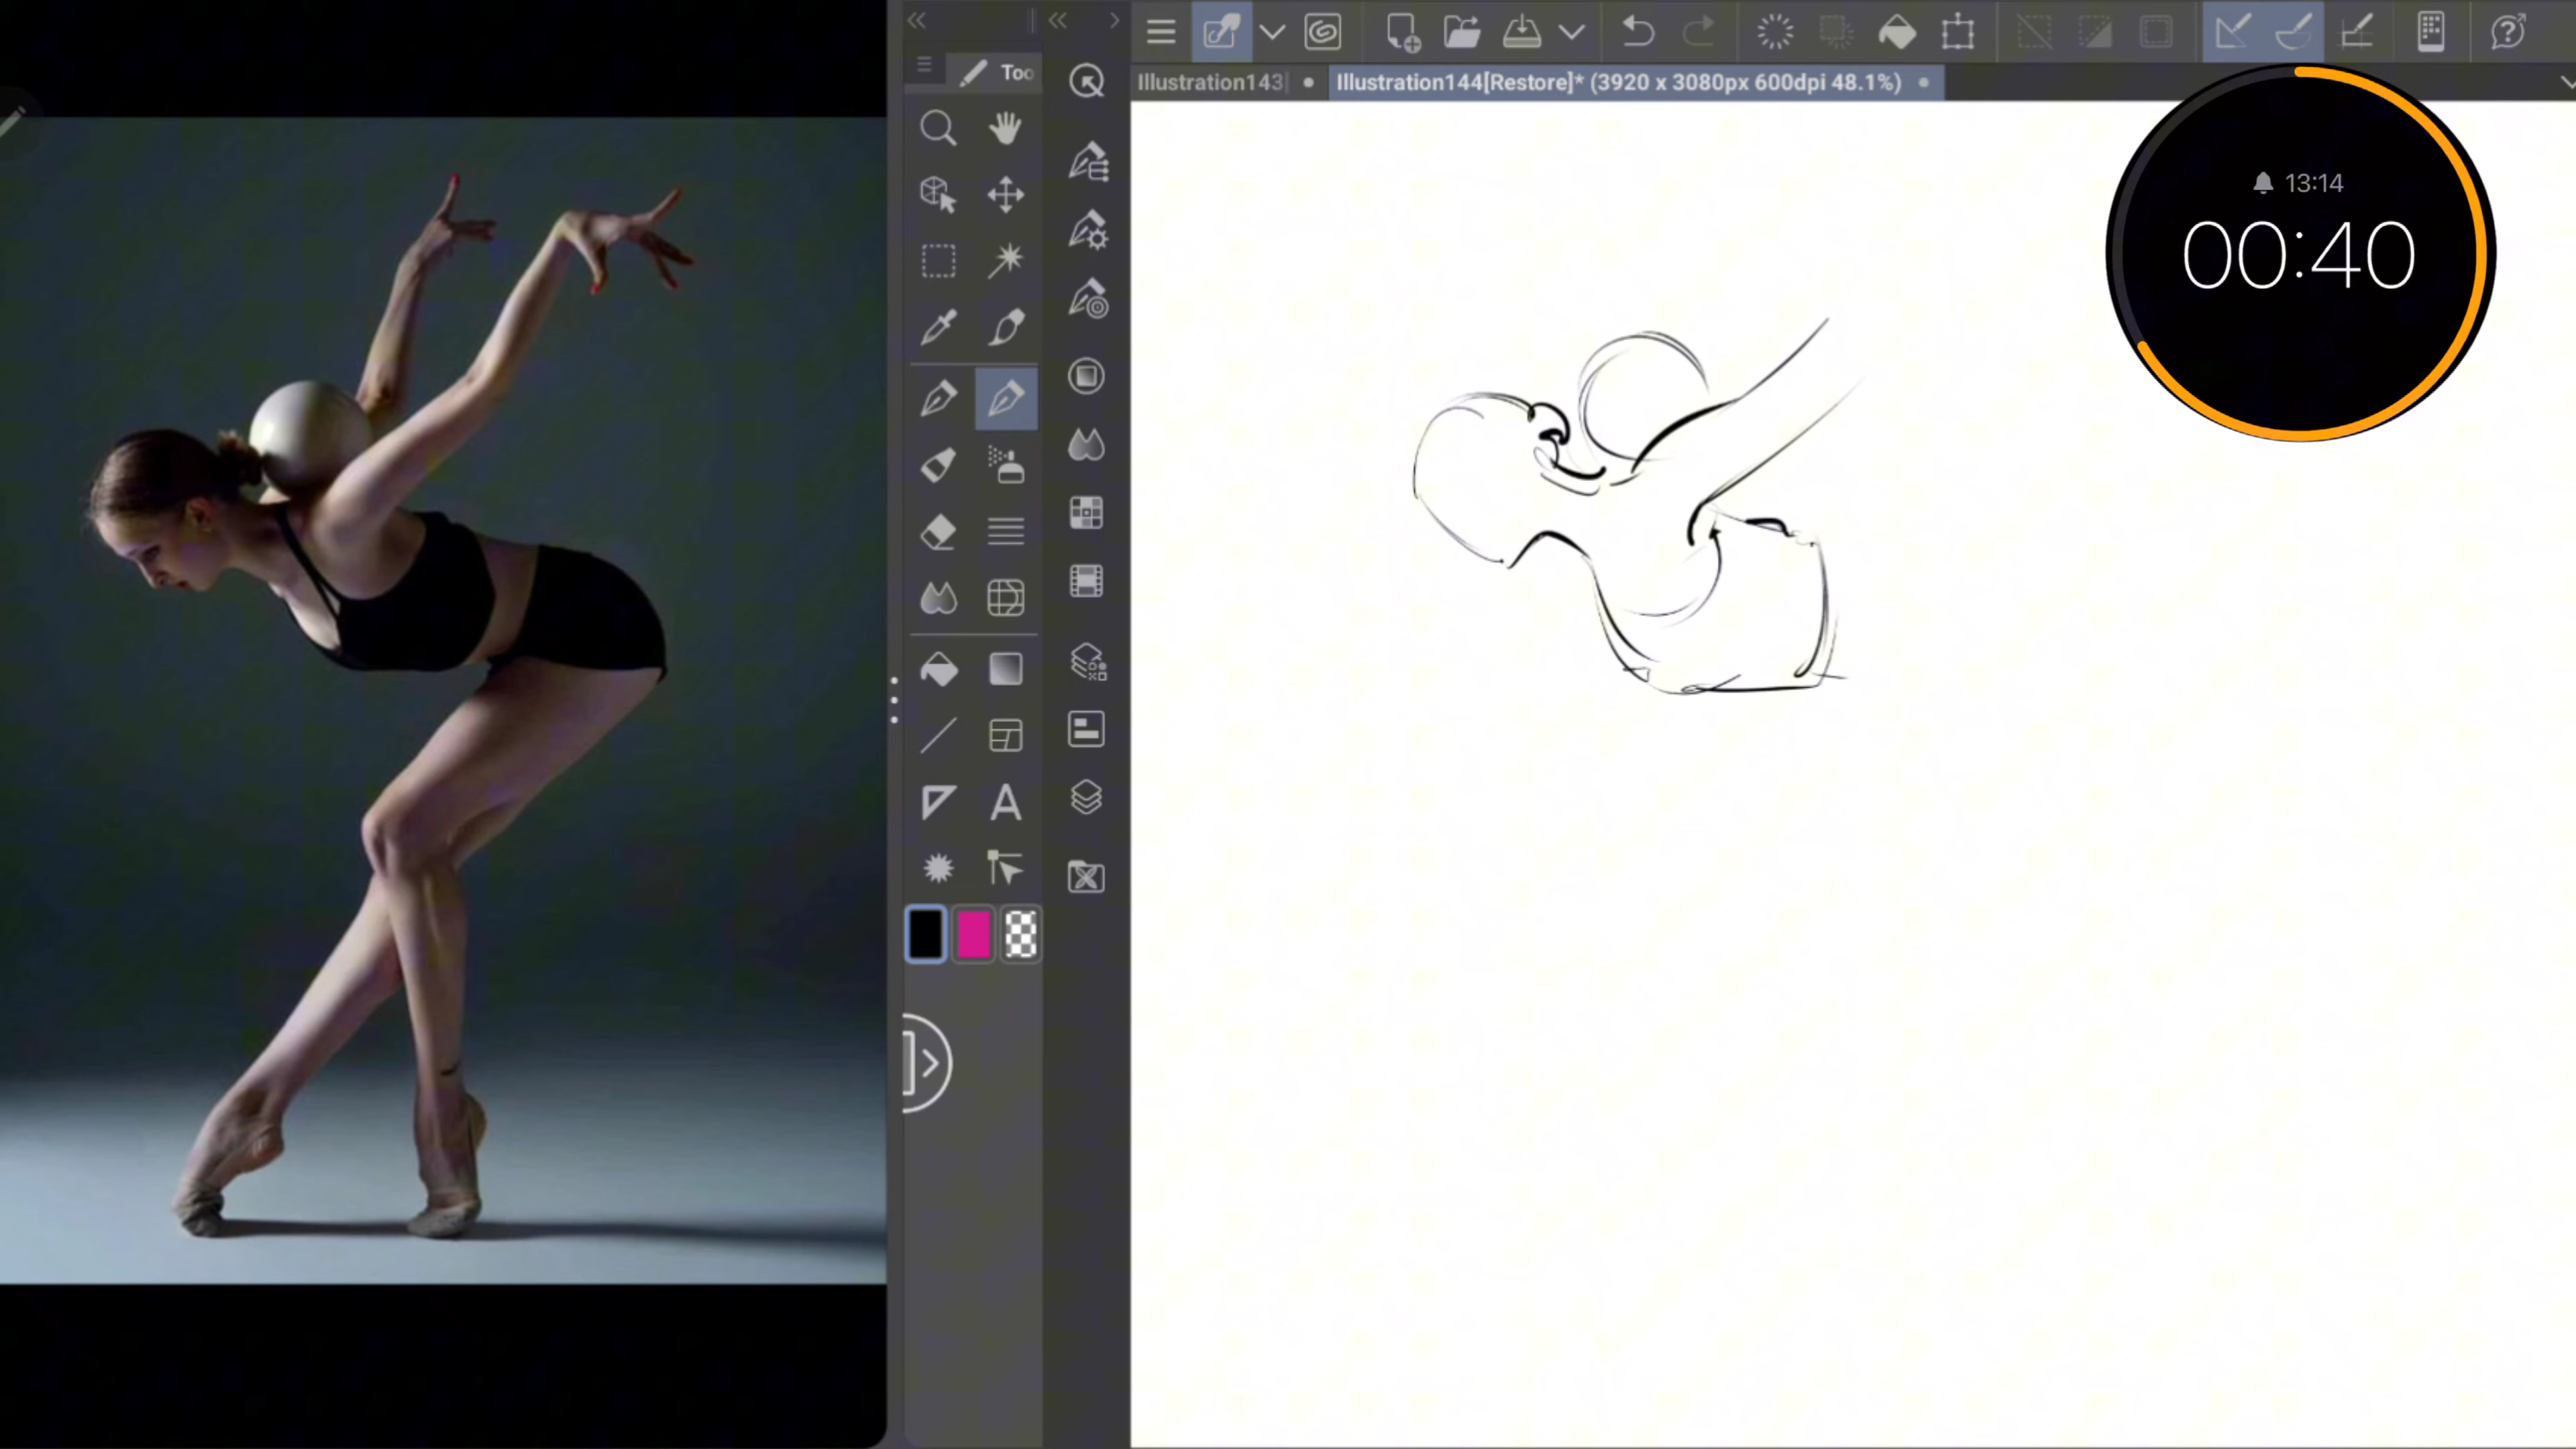 Too
Illustration143
Illustration144[Restore]* (3920 x 3080px 600dpi 48.1%)
13:14
00:40
A